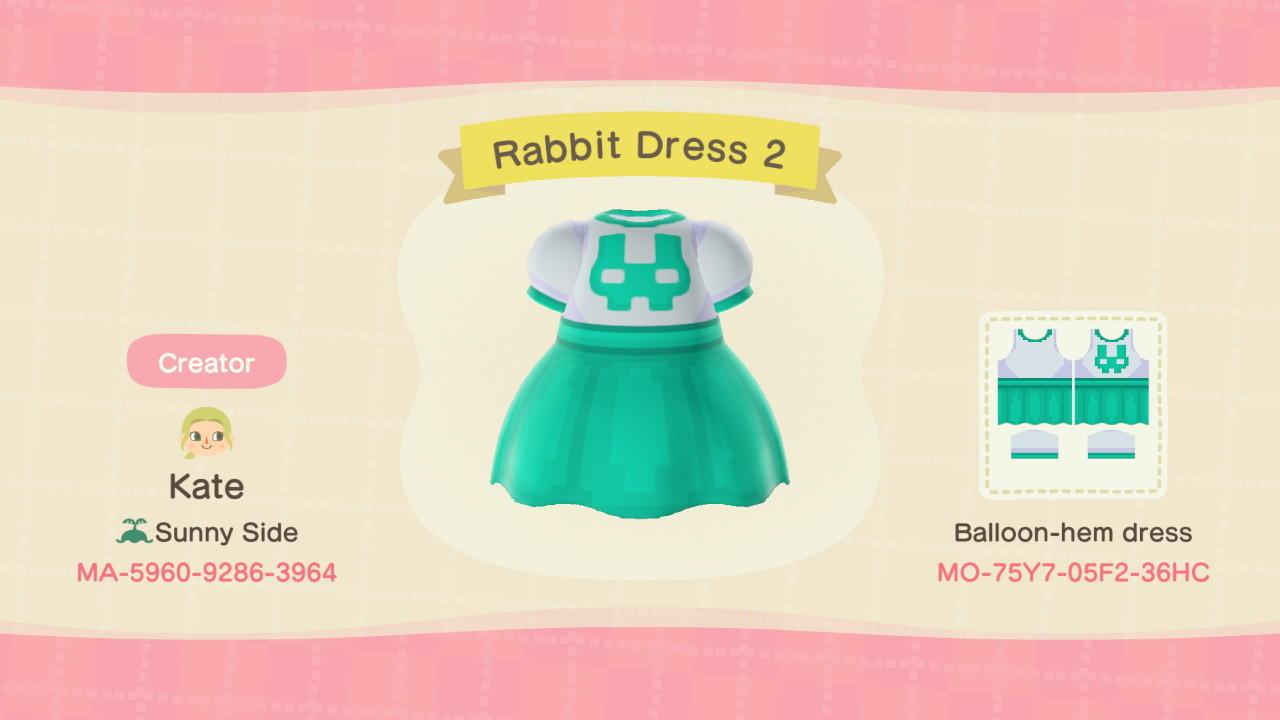 Rabbit Dress 2
Creator
Kate
Sunny Side
MA-5960-9286-3964
Balloon-hem dress
MO-75Y7-05F2-36HC